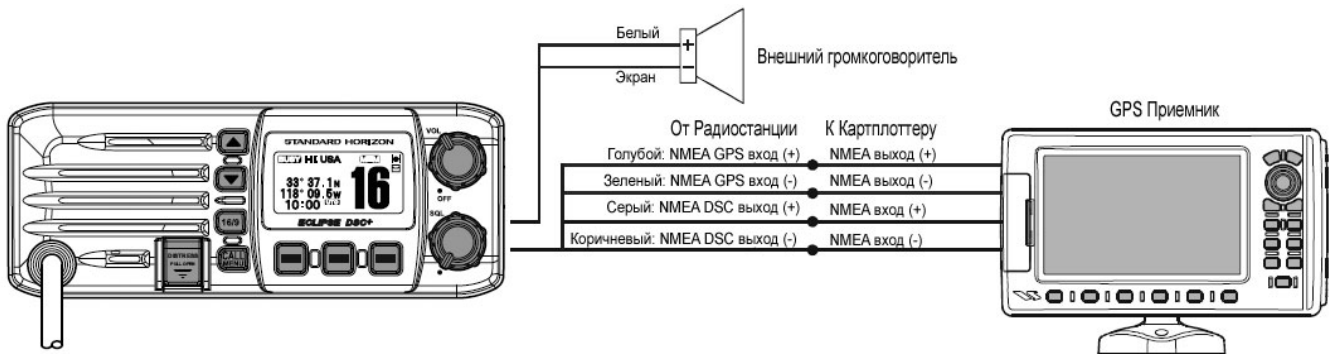 Белый
+
−
Экран
Внешний громкоговоритель
GPS Приемник
От Радиостанции К Картплоттеру
Голубой: NMEA GPS вход (+) NMEA выход (+)
Зеленый: NMEA GPS вход (-) NMEA выход (-)
Серый: NMEA DSC выход (+) NMEA вход (+)
Коричневый: NMEA DSC выход (-) NMEA вход (-)
VOL
STANDARD HORIZON
BUSY HI USA
33° 37.1N
118° 09.5W
10:00
16
OFF
SQL
ECLIPSE DSC+
16/9
CALL
MENU
DISTRESS